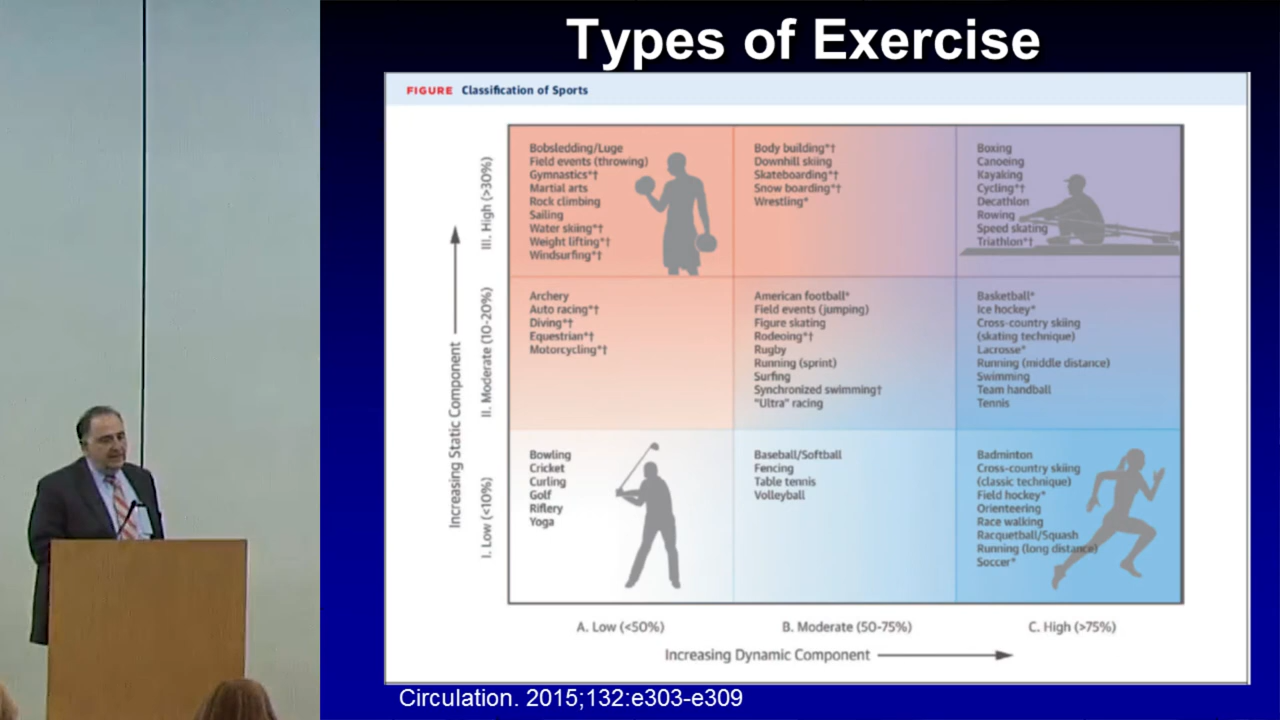 Types of Exercise
FIGURE Classification of Sports
Increasing Static Component
III. High (>30%)
Bobsledding/Luge
Field events (throwing)
Gymnastics*†
Martial arts
Rock climbing
Sailing
Water skiing*†
Weight lifting*†
Windsurfing*†
Body building*†
Downhill skiing
Skateboarding*†
Snow boarding*†
Wrestling*
Boxing
Canoeing
Kayaking
Cycling*†
Decathlon
Rowing
Speed skating
Triathlon*†
II. Moderate (10-20%)
Archery
Auto racing*†
Diving*†
Equestrian*†
Motorcycling*†
American football*
Field events (jumping)
Figure skating
Rodeoing*†
Rugby
Running (sprint)
Surfing
Synchronized swimming†
"Ultra" racing
Basketball*
Ice hockey*
Cross-country skiing
(skating technique)
Lacrosse*
Running (middle distance)
Swimming
Team handball
Tennis
I. Low (<10%)
Bowling
Cricket
Curling
Golf
Riflery
Yoga
Baseball/Softball
Fencing
Table tennis
Volleyball
Badminton
Cross-country skiing
(classic technique)
Field hockey*
Orienteering
Race walking
Racquetball/Squash
Running (long distance)
Soccer*
A. Low (<50%)
B. Moderate (50-75%)
C. High (>75%)
Increasing Dynamic Component
Circulation. 2015;132:e303-e309